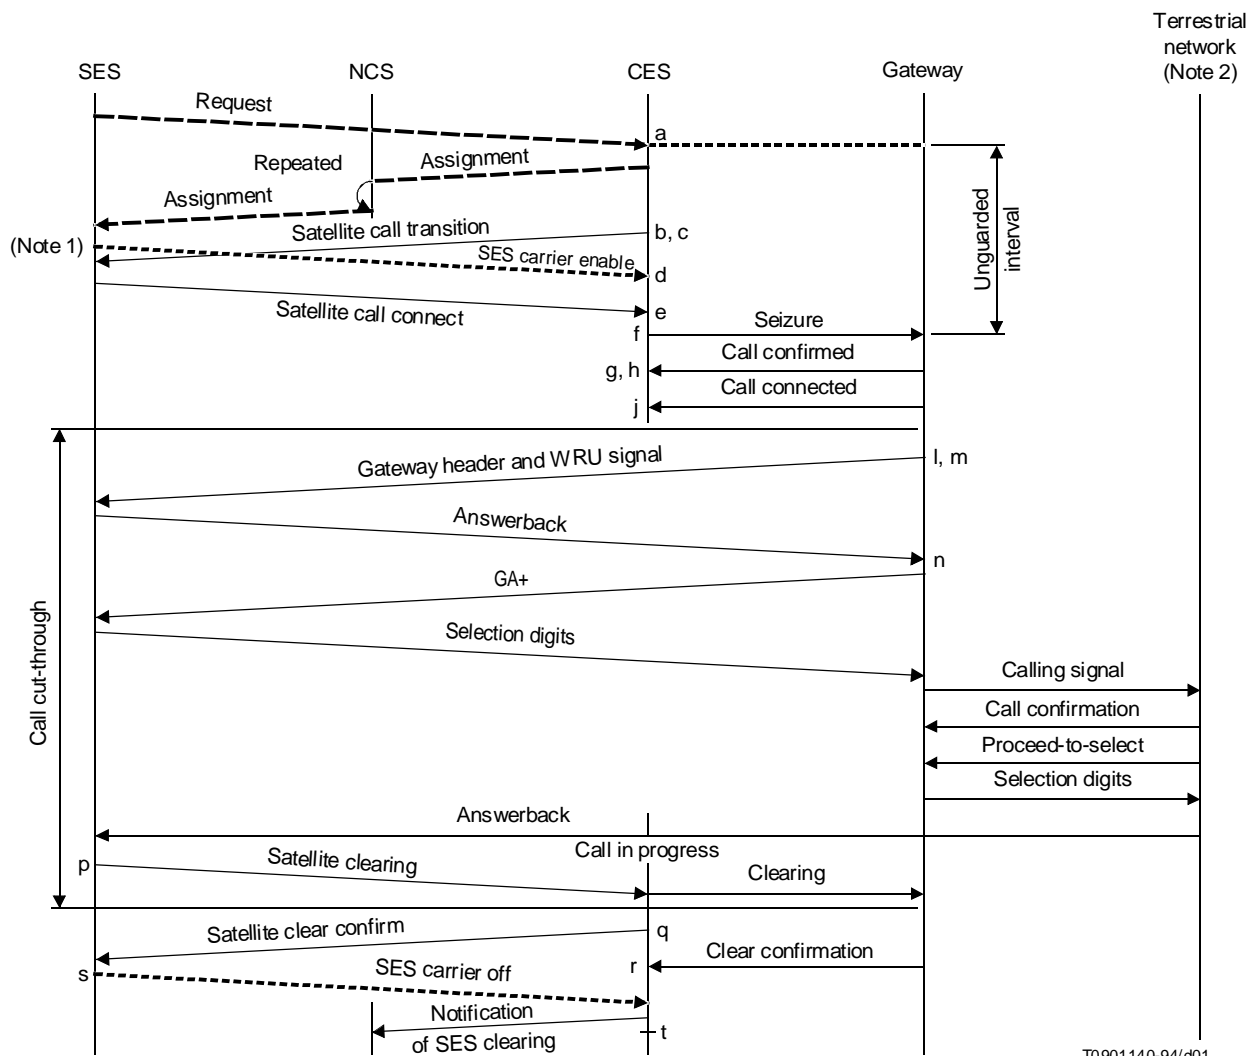 Terrestrial
network
(Note 2)
SES
NCS
CES
Gateway
Request
a
Repeated
Assignment
Assignment
Satellite call transition
b, c
(Note 1)
SES carrier enable
d
Unguarded
interval
Satellite call connect
e
f
Seizure
Call confirmed
g, h
Call connected
j
Gateway header and WRU signal
l, m
Answerback
n
GA+
Selection digits
Calling signal
Call confirmation
Proceed-to-select
Selection digits
Call cut-through
Answerback
Call in progress
p
Satellite clearing
Clearing
Satellite clear confirm
q
Clear confirmation
r
s
SES carrier off
Notification
of SES clearing
t
T0901140-94/d01